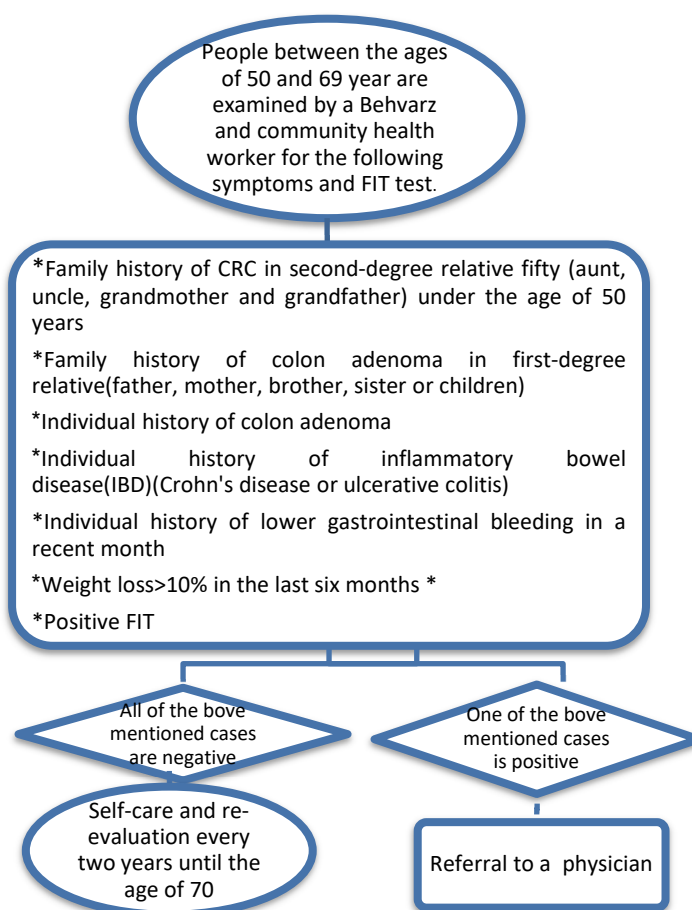 People between the ages
of 50 and 69 year are
examined by a Behvarz
and community health
worker for the following
symptoms and FIT test.
*Family history of CRC in second-degree relative fifty (aunt,
uncle, grandmother and grandfather) under the age of 50
years
*Family history of colon adenoma in first-degree
relative(father, mother, brother, sister or children)
*Individual history of colon adenoma
*Individual history of inflammatory bowel
disease(IBD)(Crohn's disease or ulcerative colitis)
*Individual history of lower gastrointestinal bleeding in a
recent month
*Weight loss>10% in the last six months *
*Positive FIT
All of the bove
mentioned cases
are negative
One of the bove
mentioned cases
is positive
Self-care and re-
evaluation every
two years until the
age of 70
Referral to a physician